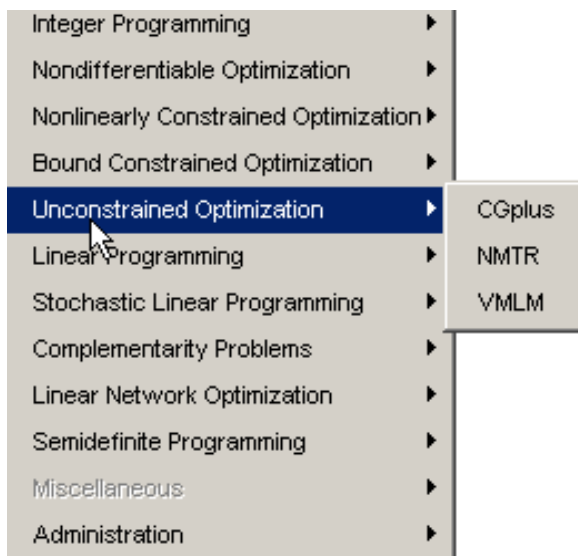 Integer Programming
Nondifferentiable Optimization
Nonlinearly Constrained Optimization
Bound Constrained Optimization
Unconstrained Optimization
CGplus
Linear Programming
NMTR
Stochastic Linear Programming
VMLM
Complementarity Problems
Linear Network Optimization
Semidefinite Programming
Miscellaneous
Administration